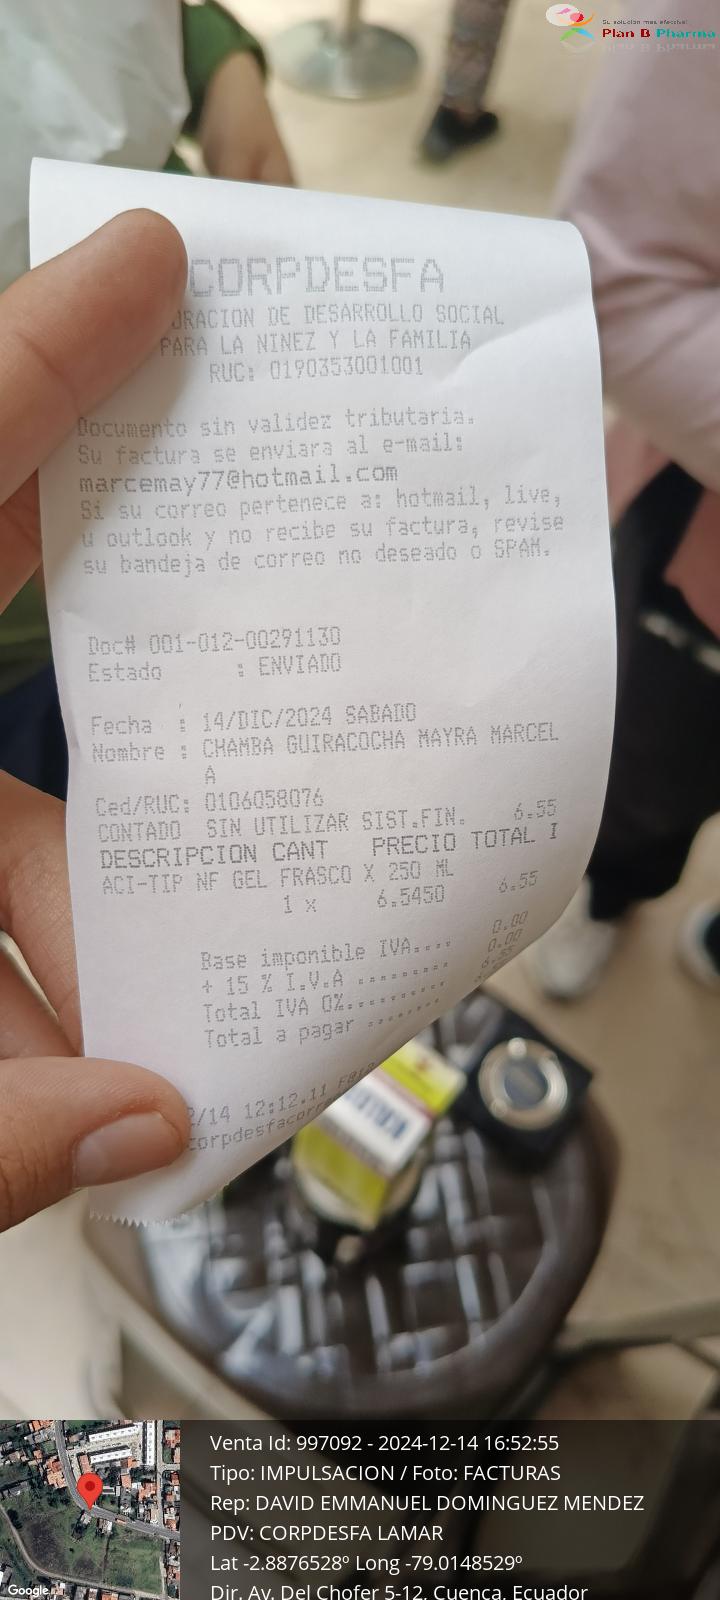 Su solución más efectiva!
Plan B Pharma
CORPDESFA
ORACION DE DESARROLLO SOCIAL
PARA LA NINEZ Y LA FAMILIA
RUC: 0190353001001
Documento sin validez tributaria.
Su factura se enviara al e-mail:
marcemay77@hotmail.com
Si su correo pertenece a: hotmail, live,
u outlook y no recibe su factura, revise
su bandeja de correo no deseado o SPAM.
Doc# 001-012-00291130
Estado : ENVIADO
Fecha : 14/DIC/2024 SABADO
Nombre : CHAMBA GUIRACOCHA MAYRA MARCEL
A
Ced/RUC: 0106058076
CONTADO SIN UTILIZAR SIST.FIN. 6.55
DESCRIPCION CANT PRECIO TOTAL I
ACI-TIP NF GEL FRASCO X 250 ML
1 x 6.5450 6.55
Base imponible IVA.... 0.00
+ 15 % I.V.A ......... 0.00
Total IVA 0%.......... 6.55
Total a pagar ........
2/14 12:12.11
corpdesfacorre
Venta Id: 997092 - 2024-12-14 16:52:55
Tipo: IMPULSACION / Foto: FACTURAS
Rep: DAVID EMMANUEL DOMINGUEZ MENDEZ
PDV: CORPDESFA LAMAR
Lat -2.8876528º Long -79.0148529º
Dir. Av. Del Chofer 5-12, Cuenca, Ecuador
Google